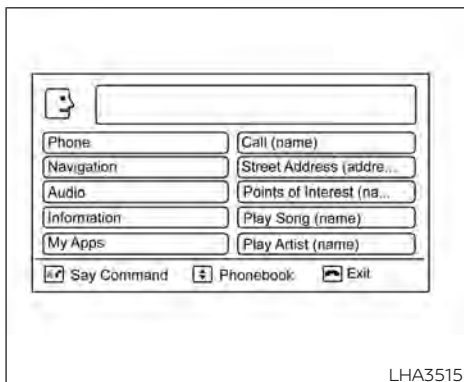 Phone
Call (name)
Navigation
Street Address (addre...
Audio
Points of Interest (na...
Information
Play Song (name)
My Apps
Play Artist (name)
Say Command Phonebook Exit
LHA3515